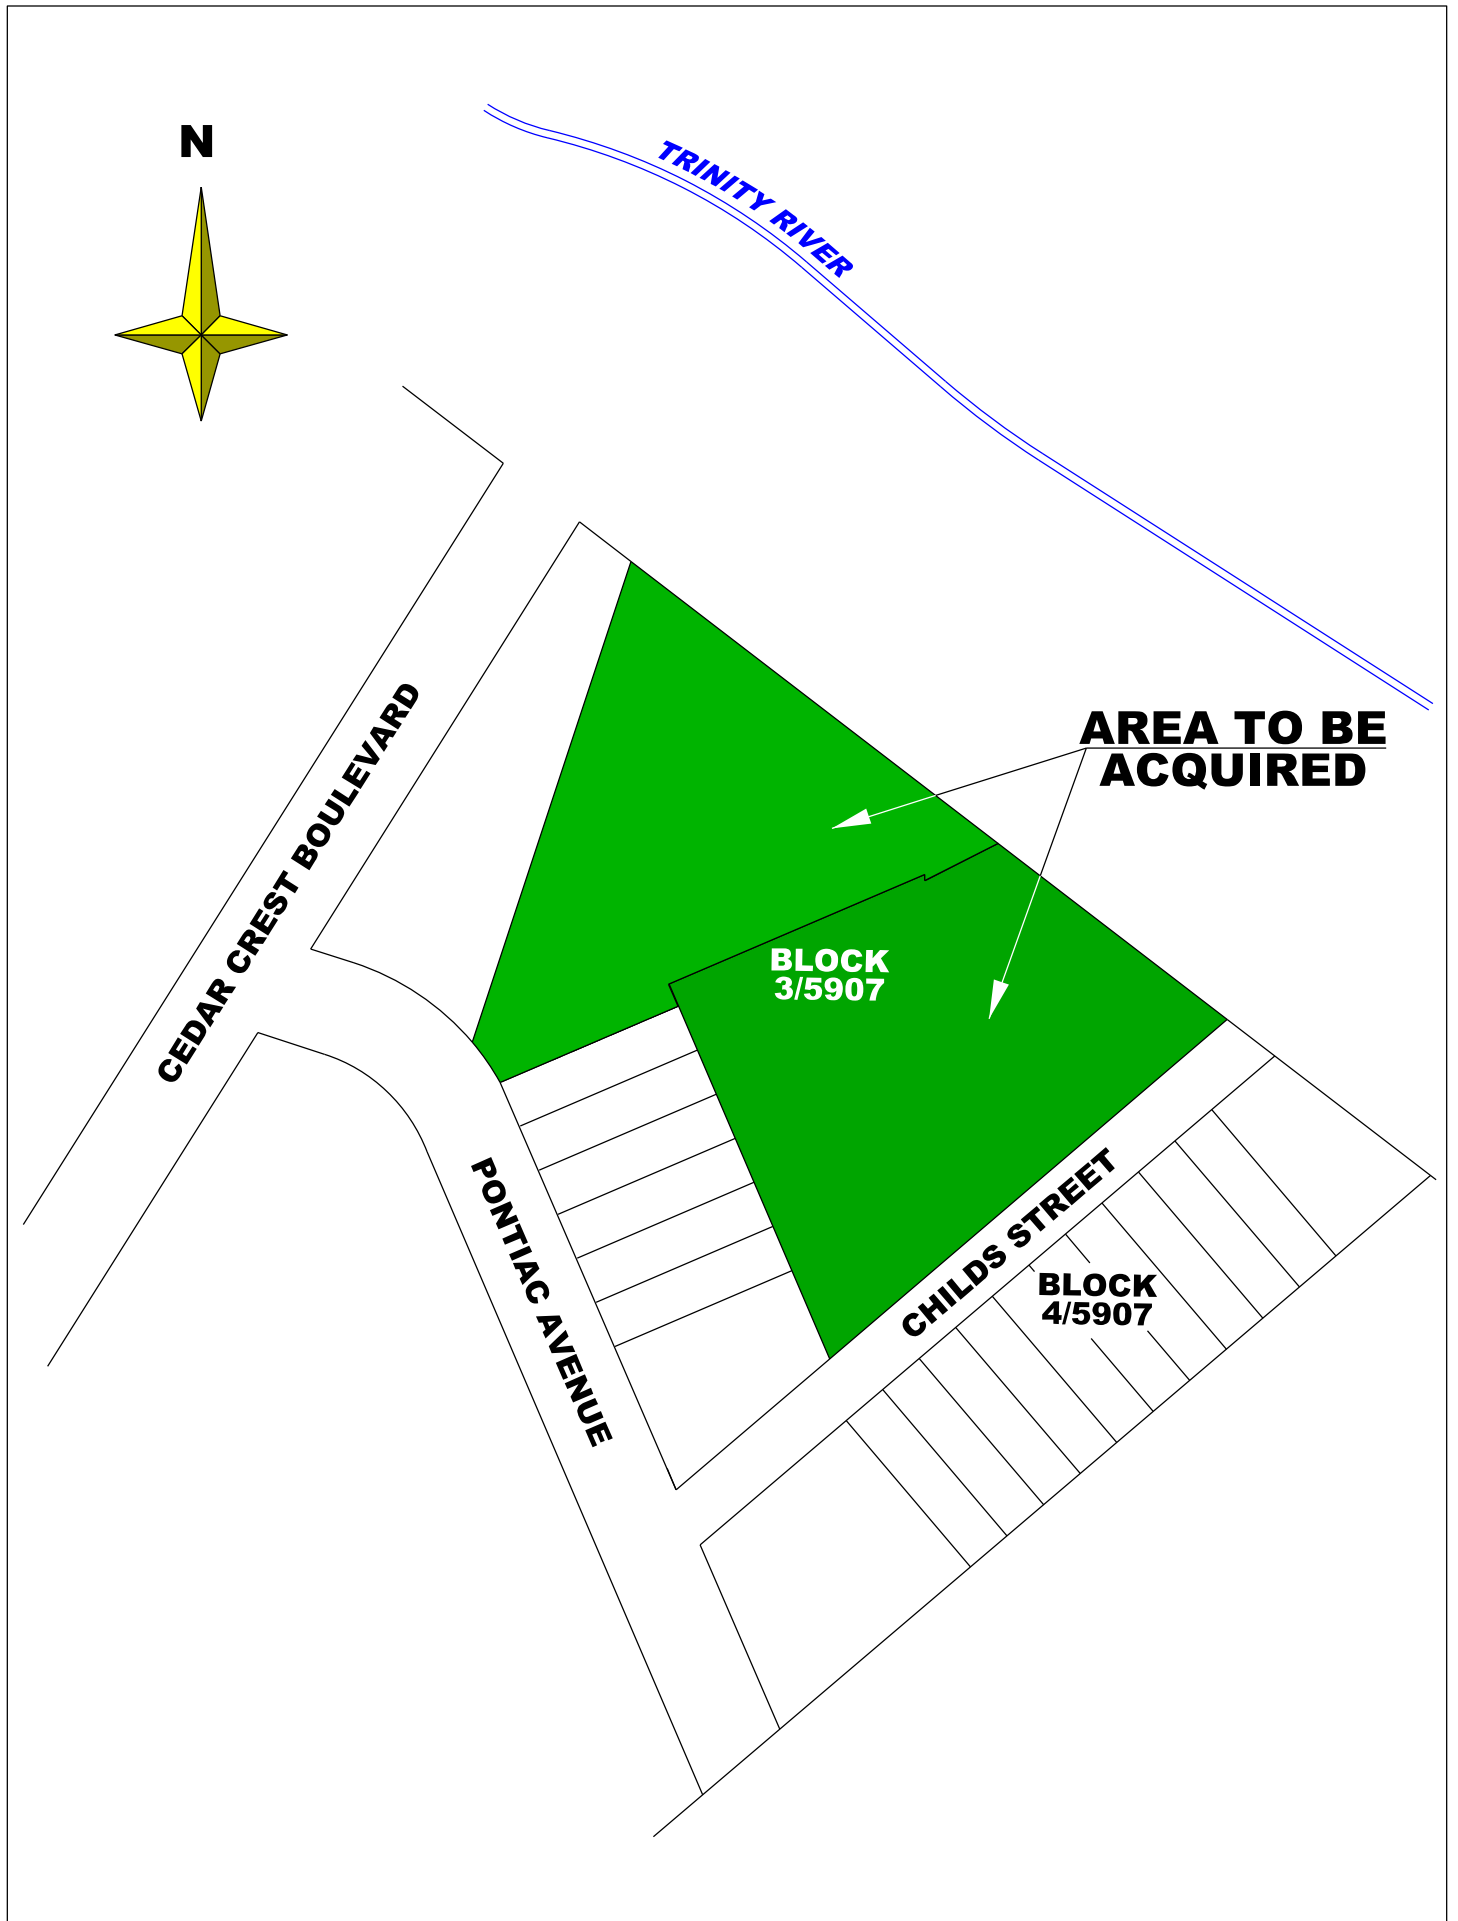 N
TRINITY RIVER
CEDAR CREST BOULEVARD
AREA TO BE
ACQUIRED
BLOCK
3/5907
PONTIAC AVENUE
CHILDS STREET
BLOCK
4/5907